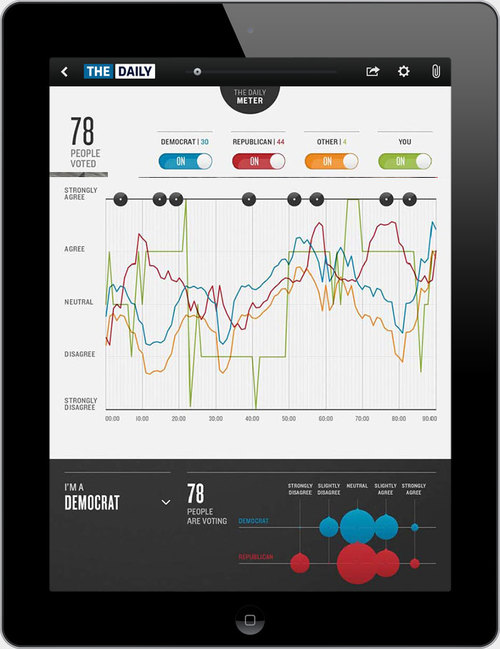 THE DAILY
THE DAILY
METER
78
PEOPLE
VOTED
DEMOCRAT | 30
REPUBLICAN | 44
OTHER | 4
YOU
ON
ON
ON
ON
STRONGLY
AGREE
AGREE
NEUTRAL
DISAGREE
STRONGLY
DISAGREE
00:00 10:00 20:00 30:00 40:00 50:00 60:00 70:00 80:00 90:00
I'M A
DEMOCRAT
78
PEOPLE
ARE VOTING
STRONGLY
DISAGREE
SLIGHTLY
DISAGREE
NEUTRAL
SLIGHTLY
AGREE
STRONGLY
AGREE
DEMOCRAT
REPUBLICAN